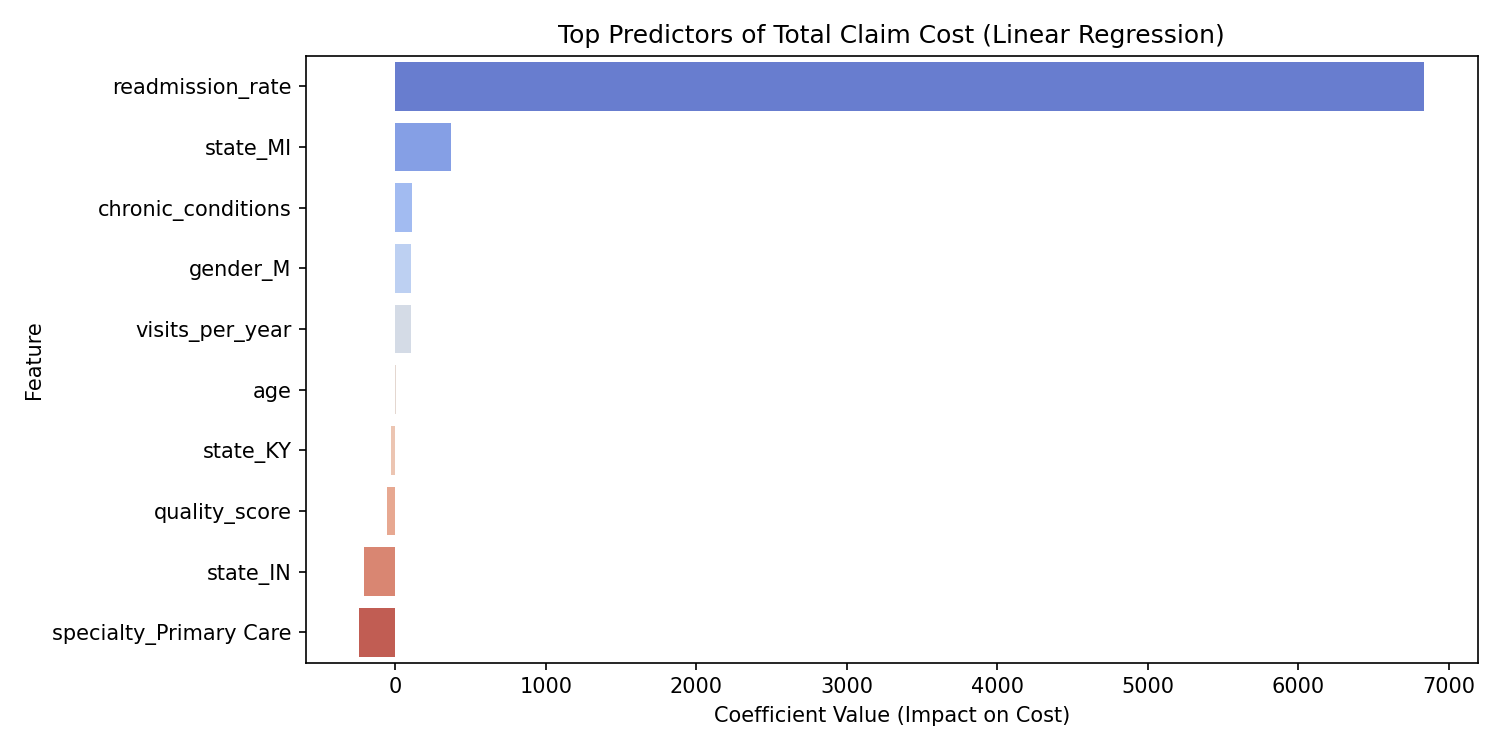 Top Predictors of Total Claim Cost (Linear Regression)
readmission_rate
state_MI
chronic_conditions
gender_M
visits_per_year
age
state_KY
quality_score
state_IN
specialty_Primary Care
Feature
0 1000 2000 3000 4000 5000 6000 7000
Coefficient Value (Impact on Cost)